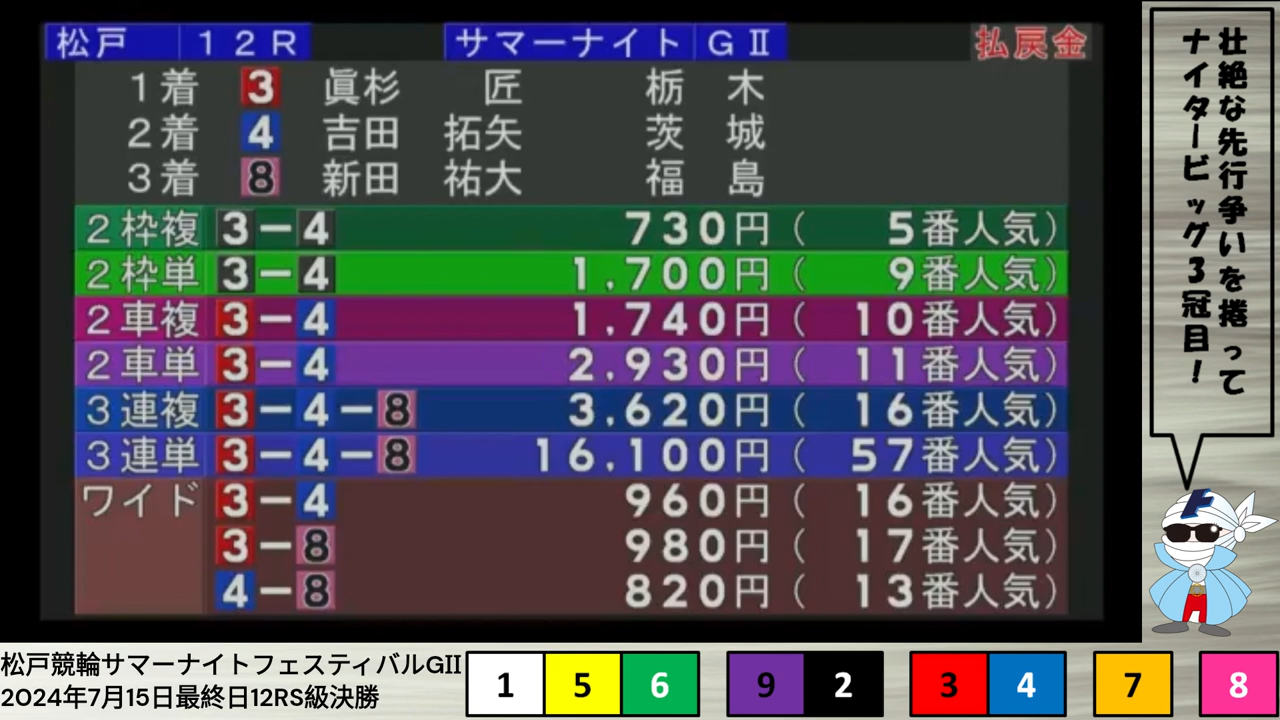 松戸 12R サマーナイト GⅡ 払戻金
1着 3 眞杉 匠 栃木
2着 4 吉田 拓矢 茨城
3着 8 新田 祐大 福島
2枠複 3-4 730円( 5番人気)
2枠単 3-4 1,700円( 9番人気)
2車複 3-4 1,740円( 10番人気)
2車単 3-4 2,930円( 11番人気)
3連複 3-4-8 3,620円( 16番人気)
3連単 3-4-8 16,100円( 57番人気)
ワイド 3-4 960円( 16番人気)
3-8 980円( 17番人気)
4-8 820円( 13番人気)
壮絶な先行争いを捲って
ナイタービッグ3冠目!
F
松戸競輪サマーナイトフェスティバルGII
2024年7月15日最終日12RS級決勝
1 5 6 9 2 3 4 7 8